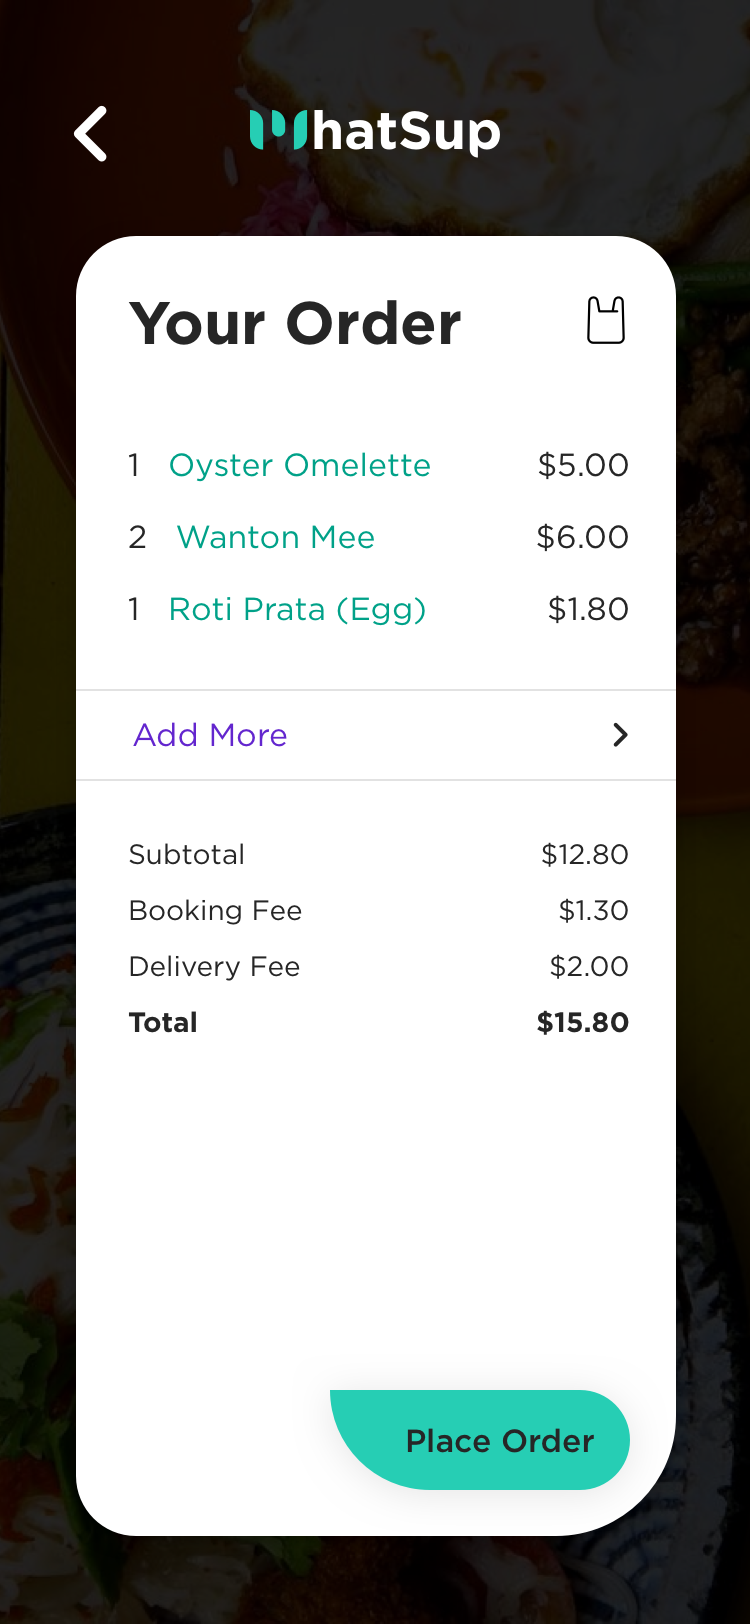 WhatSup
Your Order
1 Oyster Omelette $5.00
2 Wanton Mee $6.00
1 Roti Prata (Egg) $1.80
Add More
Subtotal $12.80
Booking Fee $1.30
Delivery Fee $2.00
Total $15.80
Place Order